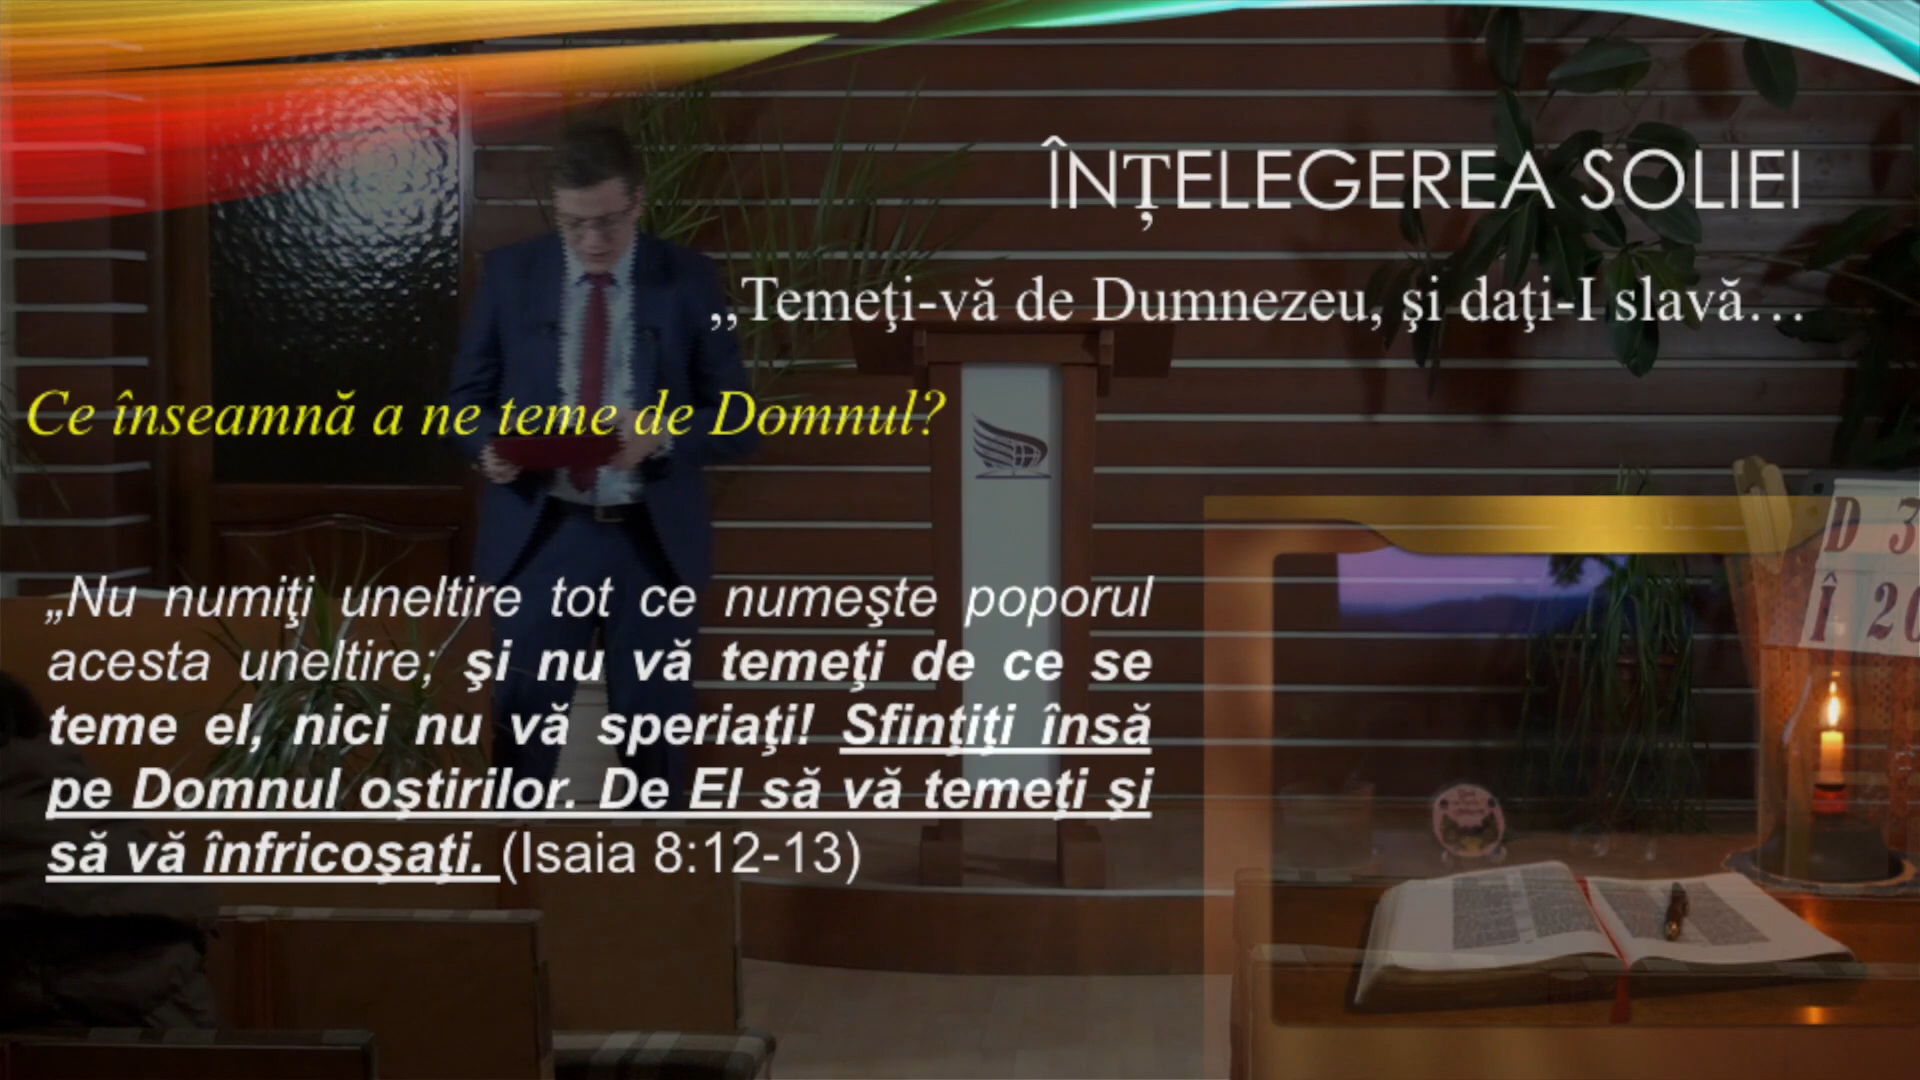 ÎNȚELEGEREA SOLIEI
,,Temeţi-vă de Dumnezeu, şi daţi-I slavă…
Ce înseamnă a ne teme de Domnul?
„Nu numiţi uneltire tot ce numeşte poporul
acesta uneltire; şi nu vă temeţi de ce se
teme el, nici nu vă speriaţi! Sfinţiţi însă
pe Domnul oştirilor. De El să vă temeţi şi
să vă înfricoşaţi. (Isaia 8:12-13)
D 3
Î 20